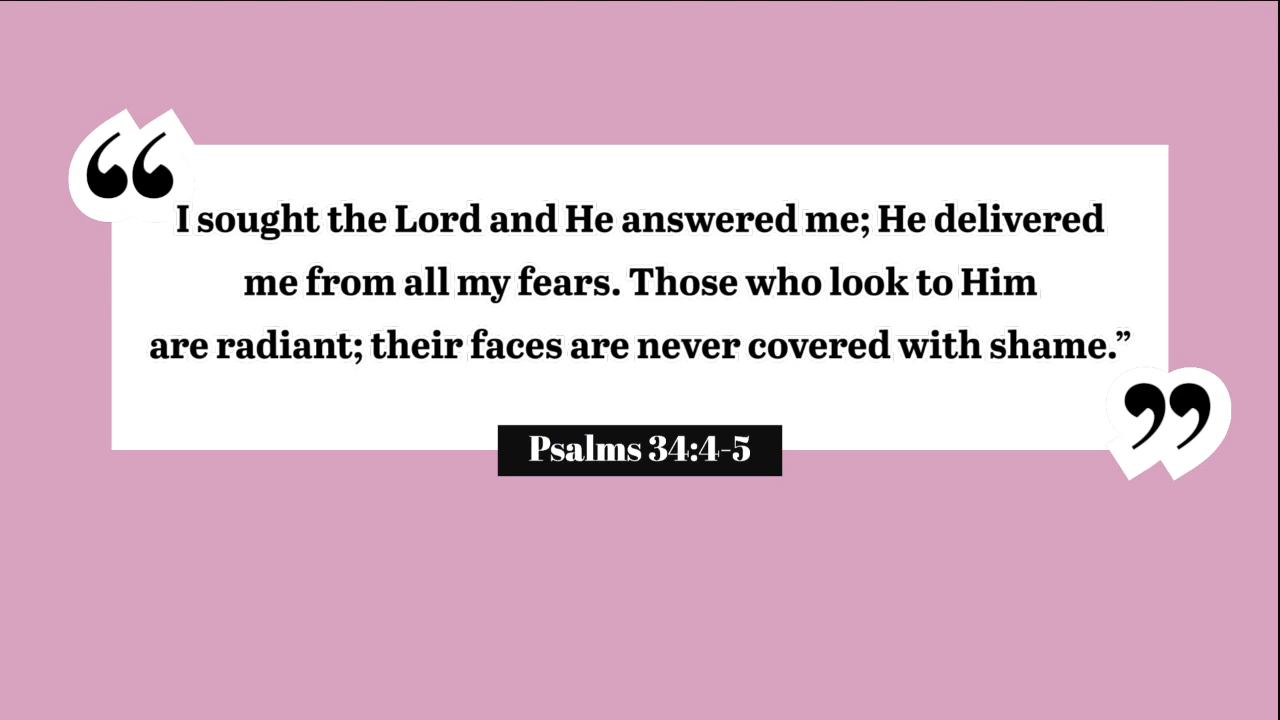 “
I sought the Lord and He answered me; He delivered
me from all my fears. Those who look to Him
are radiant; their faces are never covered with shame.”
”
Psalms 34:4-5